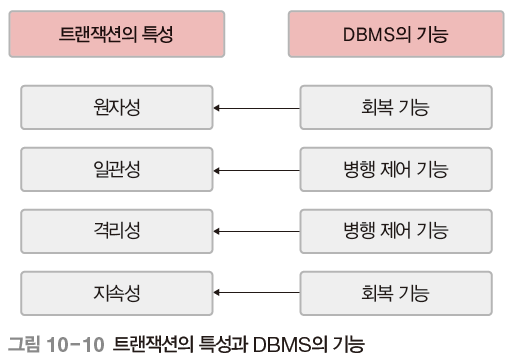 트랜잭션의 특성 DBMS의 기능
원자성 회복 기능
일관성 병행 제어 기능
격리성 병행 제어 기능
지속성 회복 기능
그림 10-10 트랜잭션의 특성과 DBMS의 기능